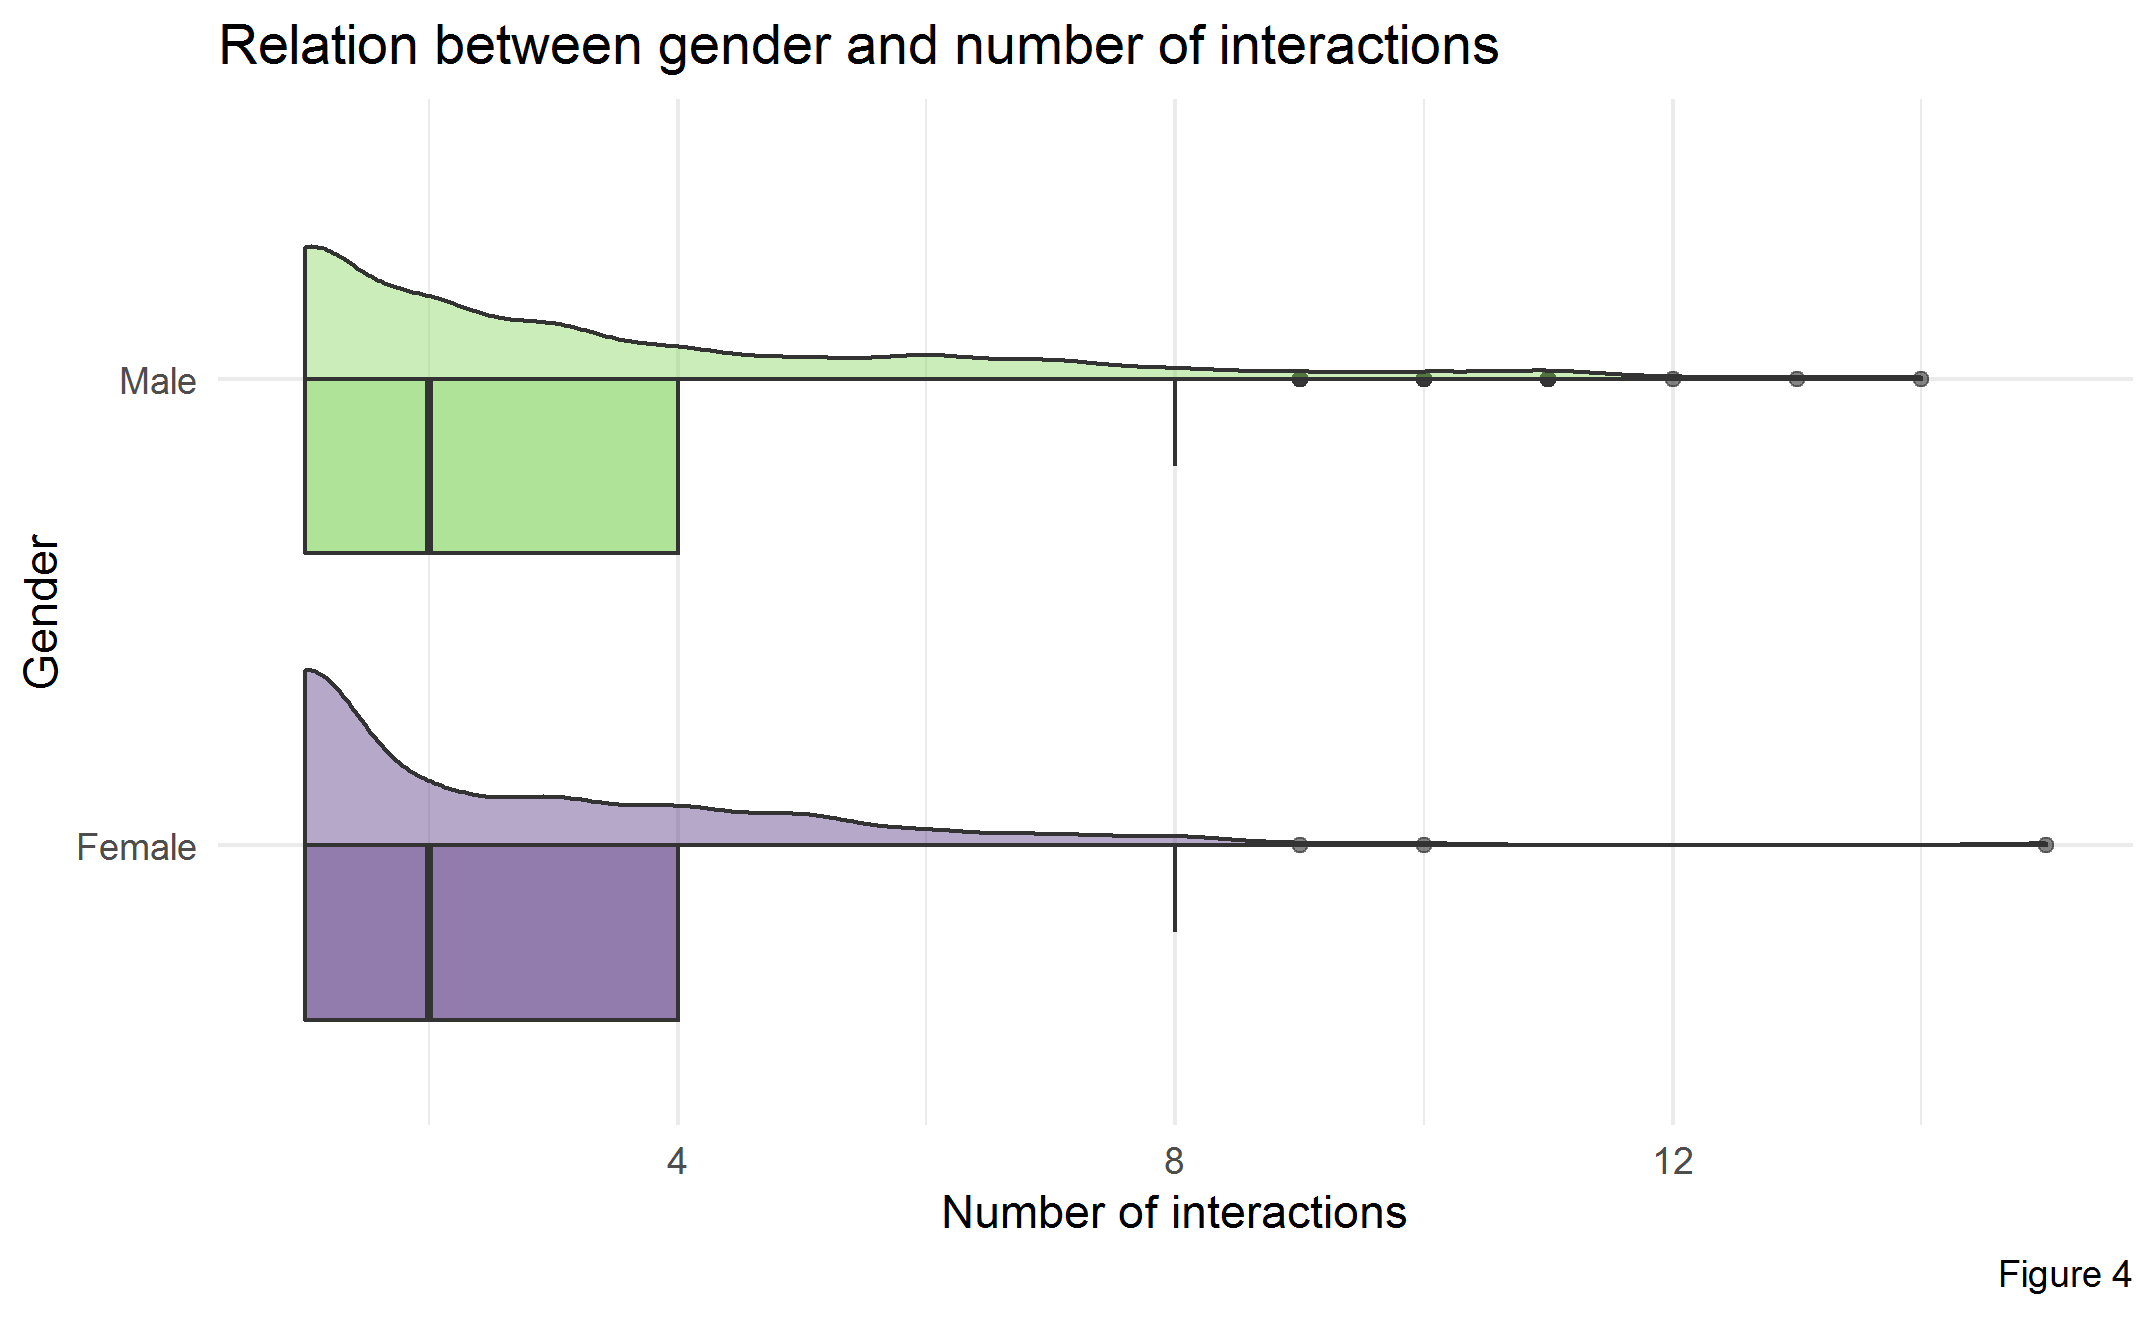 Relation between gender and number of interactions
Male
Gender
Female
4 8 12
Number of interactions
Figure 4